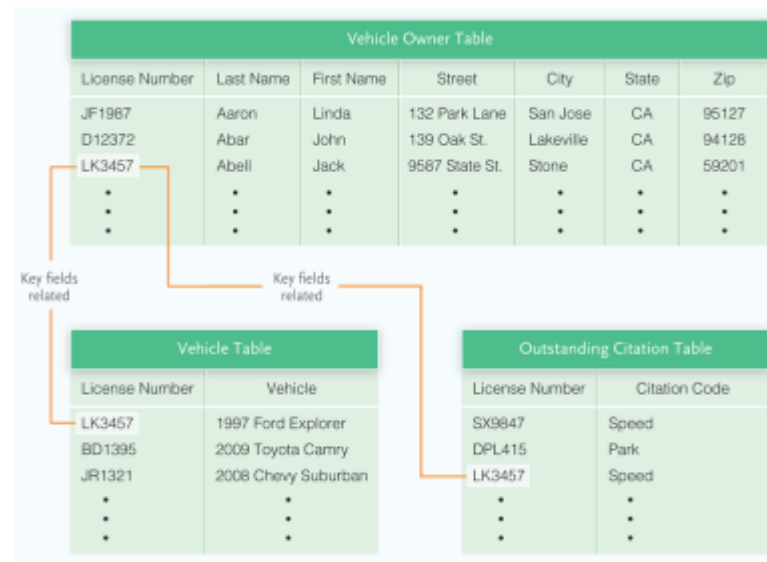 Vehicle Owner Table
License Number Last Name First Name Street City State Zip
JF1967 Aaron Linda 132 Park Lane San Jose CA 95127
D12372 Abar John 139 Oak St. Lakeville CA 94128
LK3457 Abell Jack 9587 State St. Stone CA 59201
Key fields
related
Key fields
related
Vehicle Table
License Number Vehicle
LK3457 1997 Ford Explorer
BD1395 2009 Toyota Camry
JR1321 2008 Chevy Suburban
Outstanding Citation Table
License Number Citation Code
SX9847 Speed
DPL415 Park
LK3457 Speed